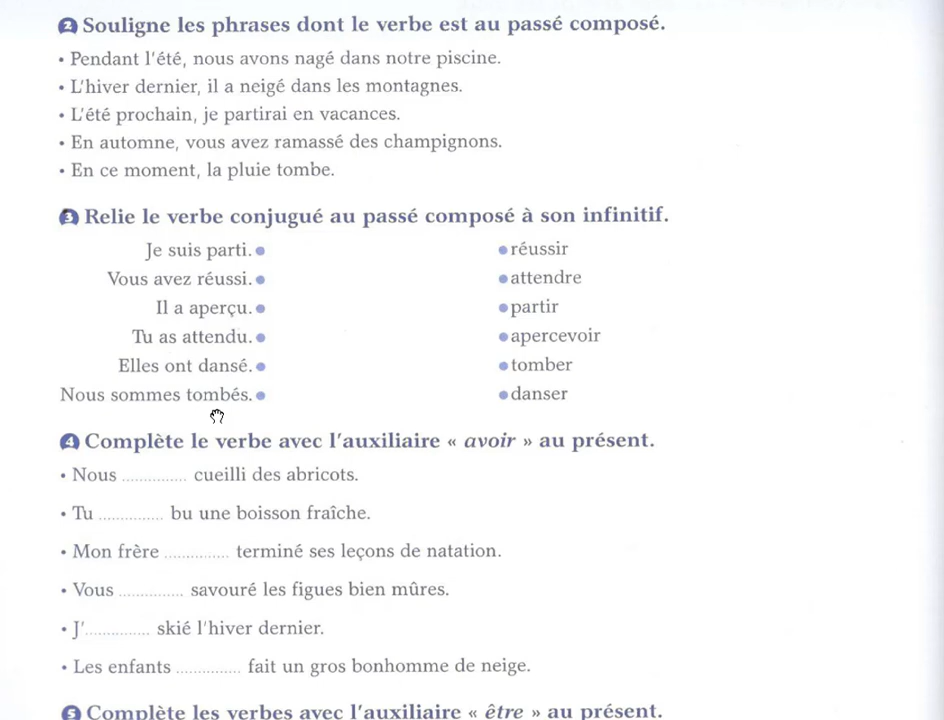 2 Souligne les phrases dont le verbe est au passé composé.
• Pendant l'été, nous avons nagé dans notre piscine.
• L'hiver dernier, il a neigé dans les montagnes.
• L'été prochain, je partirai en vacances.
• En automne, vous avez ramassé des champignons.
• En ce moment, la pluie tombe.
3 Relie le verbe conjugué au passé composé à son infinitif.
Je suis parti. • • réussir
Vous avez réussi. • • attendre
Il a aperçu. • • partir
Tu as attendu. • • apercevoir
Elles ont dansé. • • tomber
Nous sommes tombés. • • danser
4 Complète le verbe avec l'auxiliaire « avoir » au présent.
• Nous ............... cueilli des abricots.
• Tu ............... bu une boisson fraîche.
• Mon frère ............... terminé ses leçons de natation.
• Vous ............... savouré les figues bien mûres.
• J'............... skié l'hiver dernier.
• Les enfants ............... fait un gros bonhomme de neige.
5 Complète les verbes avec l'auxiliaire « être » au présent.